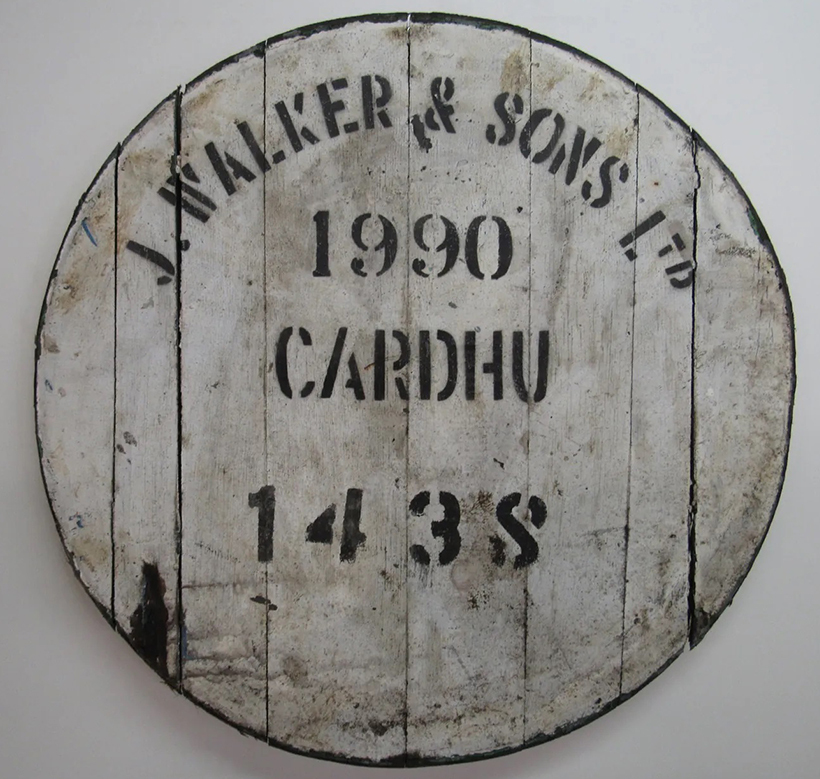 J. WALKER & SONS LTD
1990
CARDHU
143S